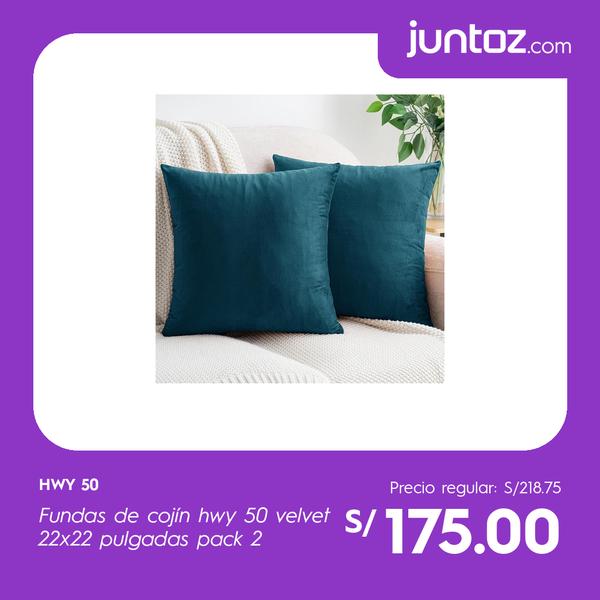 juntoz.com
HWY 50
Fundas de cojín hwy 50 velvet
22x22 pulgadas pack 2
Precio regular: S/218.75
S/175.00